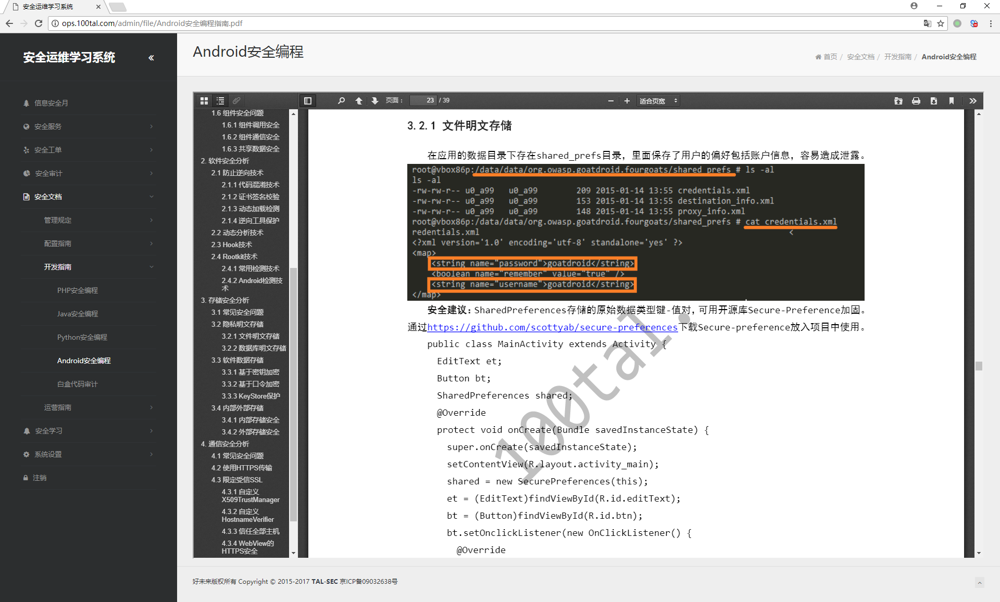 安全运维学习系统
ops.100tal.com/admin/file/Android安全编程指南.pdf
安全运维学习系统
«
Android安全编程
首页 / 安全文档 / 开发指南 / Android安全编程
信息安全月
安全服务
安全工单
安全审计
安全文档
管理规定
配置指南
开发指南
PHP安全编程
Java安全编程
Python安全编程
Android安全编程
白盒代码审计
运营指南
安全学习
系统设置
注销
页面: 23 / 39
适合页宽
1.6 组件安全问题
1.6.1 组件调用安全
1.6.2 组件通信安全
1.6.3 共享数据安全
2. 软件安全分析
2.1 防止逆向技术
2.1.1 代码混淆技术
2.1.2 证书签名校验
2.1.3 动态加载检测
2.1.4 逆向工具保护
2.2 动态分析技术
2.3 Hook技术
2.4 Rootkit技术
2.4.1 常用检测技术
2.4.2 Android检测技
术
3. 存储安全分析
3.1 常见安全问题
3.2 隐私明文存储
3.2.1 文件明文存储
3.2.2 数据库明文存储
3.3 软件数据存储
3.3.1 基于密钥加密
3.3.2 基于口令加密
3.3.3 KeyStore保护
3.4 内部外部存储
3.4.1 内部存储安全
3.4.2 外部存储安全
4. 通信安全分析
4.1 常见安全问题
4.2 使用HTTPS传输
4.3 限定受信SSL
4.3.1 自定义
X509TrustManager
4.3.2 自定义
HostnameVerifier
4.3.3 信任全部主机
4.3.4 WebView的
HTTPS安全
3.2.1 文件明文存储
在应用的数据目录下存在shared_prefs目录，里面保存了用户的偏好包括账户信息，容易造成泄露。
root@vbox86p:/data/data/org.owasp.goatdroid.fourgoats/shared_prefs # ls -al
ls -al
-rw-rw-r-- u0_a99 u0_a99 209 2015-01-14 13:55 credentials.xml
-rw-rw-r-- u0_a99 u0_a99 153 2015-01-14 13:55 destination_info.xml
-rw-rw-r-- u0_a99 u0_a99 148 2015-01-14 13:55 proxy_info.xml
root@vbox86p:/data/data/org.owasp.goatdroid.fourgoats/shared_prefs # cat credentials.xml
redentials.xml <
<?xml version='1.0' encoding='utf-8' standalone='yes' ?>
<map>
<string name="password">goatdroid</string>
<boolean name="remember" value="true" />
<string name="username">goatdroid</string>
</map>
安全建议：SharedPreferences存储的原始数据类型键-值对，可用开源库Secure-Preference加固。
通过https://github.com/scottyab/secure-preferences下载Secure-preference放入项目中使用。
public class MainActivity extends Activity {
EditText et;
Button bt;
SharedPreferences shared;
@Override
protect void onCreate(Bundle savedInstanceState) {
super.onCreate(savedInstanceState);
setContentView(R.layout.activity_main);
shared = new SecurePreferences(this);
et = (EditText)findViewById(R.id.editText);
bt = (Button)findViewById(R.id.btn);
bt.setOnclickListener(new OnClickListener() {
@Override
100tal.
好未来版权所有 Copyright © 2015-2017 TAL-SEC 京ICP备09032638号